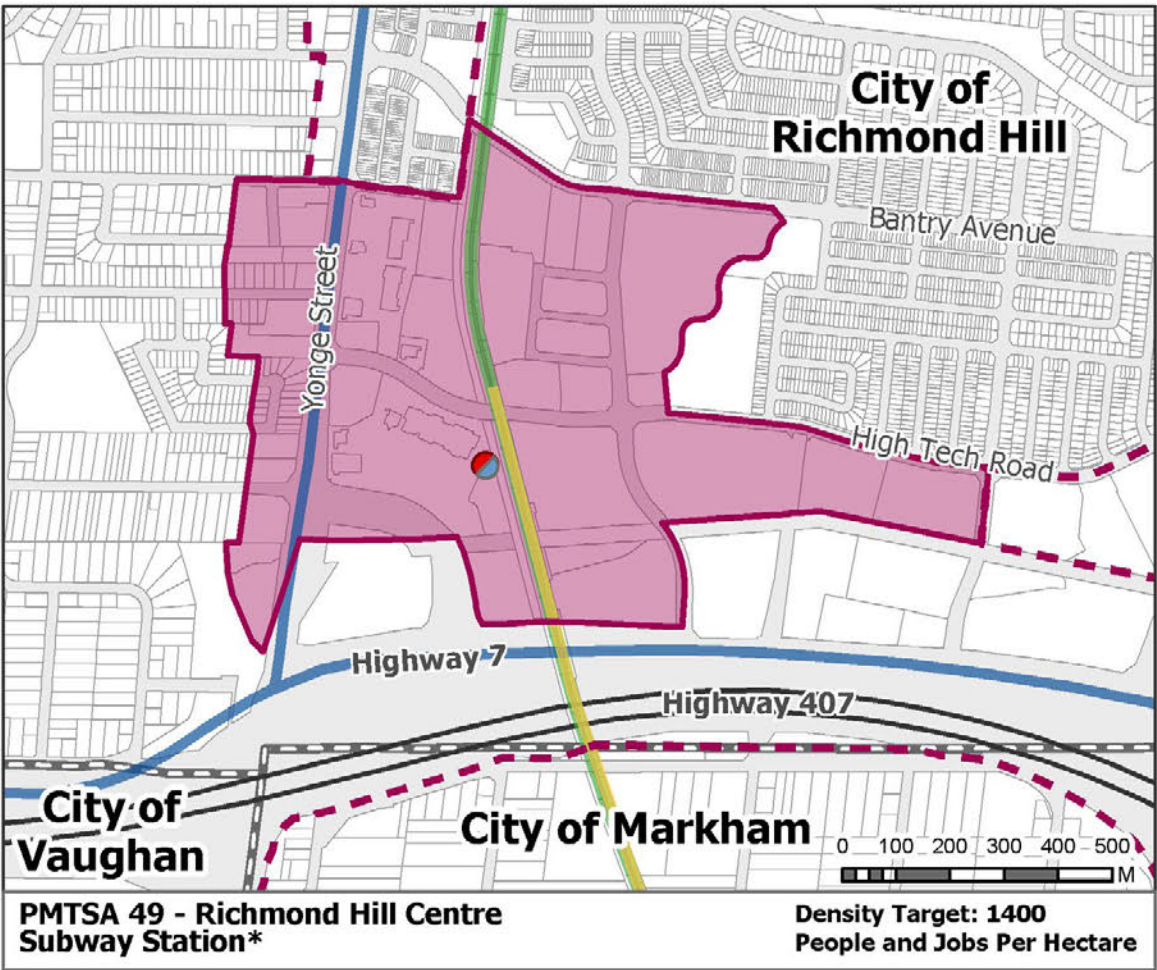 City of
Richmond Hill
Bantry Avenue
Yonge Street
High Tech Road
Highway 7
Highway 407
City of
Vaughan
City of Markham
0 100 200 300 400 500
M
PMTSA 49 - Richmond Hill Centre
Subway Station*
Density Target: 1400
People and Jobs Per Hectare